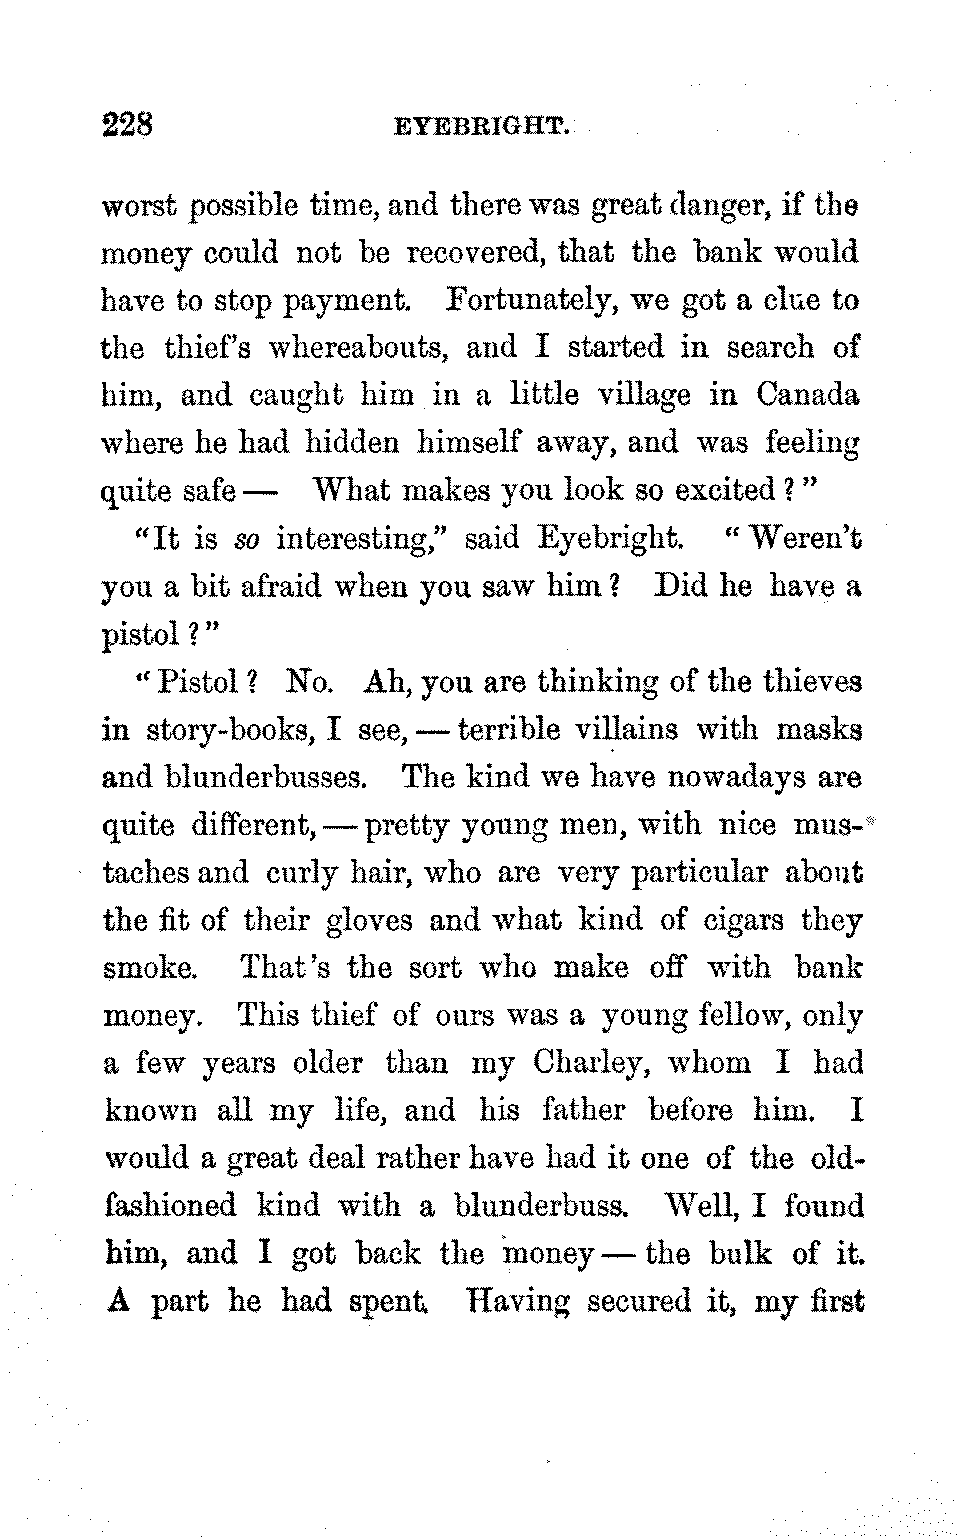 228 EYEBRIGHT.
worst possible time, and there was great danger, if the
money could not be recovered, that the bank would
have to stop payment. Fortunately, we got a clue to
the thief's whereabouts, and I started in search of
him, and caught him in a little village in Canada
where he had hidden himself away, and was feeling
quite safe — What makes you look so excited?"
"It is so interesting," said Eyebright. "Weren't
you a bit afraid when you saw him? Did he have a
pistol?"
"Pistol? No. Ah, you are thinking of the thieves
in story-books, I see, — terrible villains with masks
and blunderbusses. The kind we have nowadays are
quite different, — pretty young men, with nice mus-
taches and curly hair, who are very particular about
the fit of their gloves and what kind of cigars they
smoke. That's the sort who make off with bank
money. This thief of ours was a young fellow, only
a few years older than my Charley, whom I had
known all my life, and his father before him. I
would a great deal rather have had it one of the old-
fashioned kind with a blunderbuss. Well, I found
him, and I got back the money — the bulk of it.
A part he had spent. Having secured it, my first